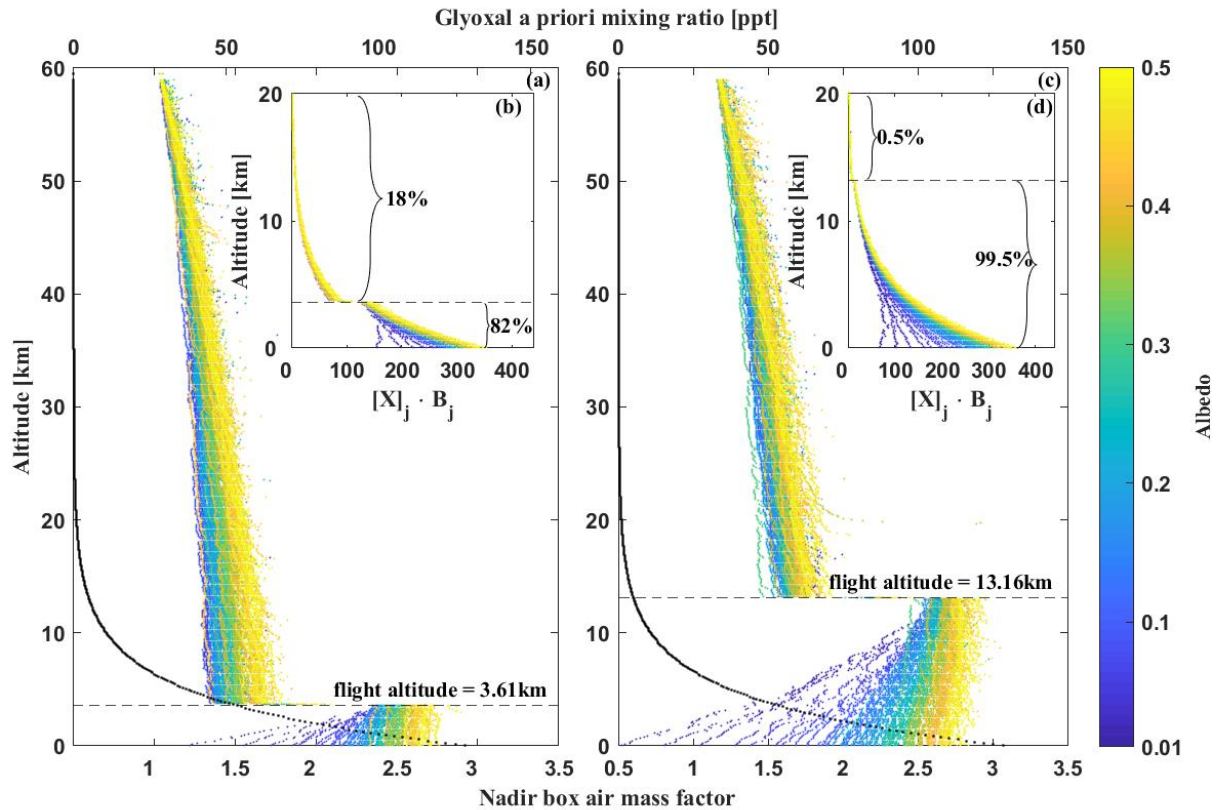 Glyoxal a priori mixing ratio [ppt]
0 50 100 150 0 50 100 150
60 (a) 60 (c) 0.5
20 (b) 20 (d)
0.5%
50 50
18%
Altitude [km] 10 Altitude [km] 10
99.5%
40 40 0.4
82%
0 0
0 100 200 300 400 0 100 200 300 400
[X]j · Bj [X]j · Bj
Altitude [km] 30 30 0.3 Albedo
20 20 0.2
flight altitude = 13.16km
10 10 0.1
flight altitude = 3.61km
0 0 0.01
1 1.5 2 2.5 3 3.5 0.5 1 1.5 2 2.5 3 3.5
Nadir box air mass factor